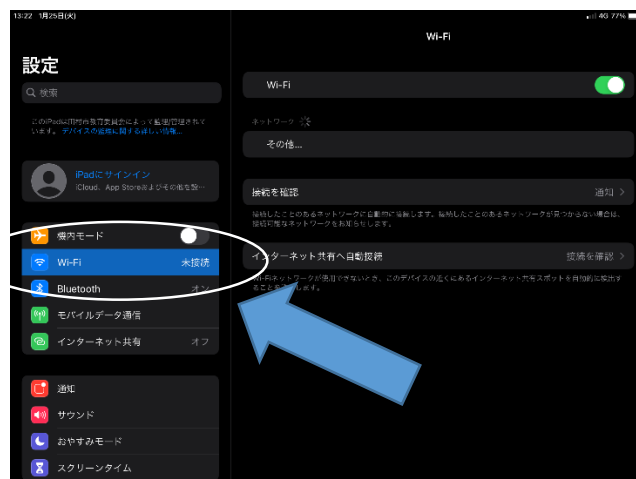 13:22 1月25日(火)
4G 77%
設定
検索
このiPadは田村市教育委員会によって監理/管理されて
います。 デバイスの監理に関する詳しい情報...
iPadにサインイン
iCloud、App Storeおよびその他を設…
機内モード
Wi-Fi 未接続
Bluetooth オン
モバイルデータ通信
インターネット共有 オフ
通知
サウンド
おやすみモード
スクリーンタイム
Wi-Fi
Wi-Fi
ネットワーク
その他...
接続を確認 通知
接続したことのあるネットワークに自動的に接続します。接続したことのあるネットワークが見つからない場合は、
接続可能なネットワークをお知らせします。
インターネット共有へ自動接続 接続を確認
Wi-Fiネットワークが使用できないとき、このデバイスの近くにあるインターネット共有スポットを自動的に検出す
ることを します。